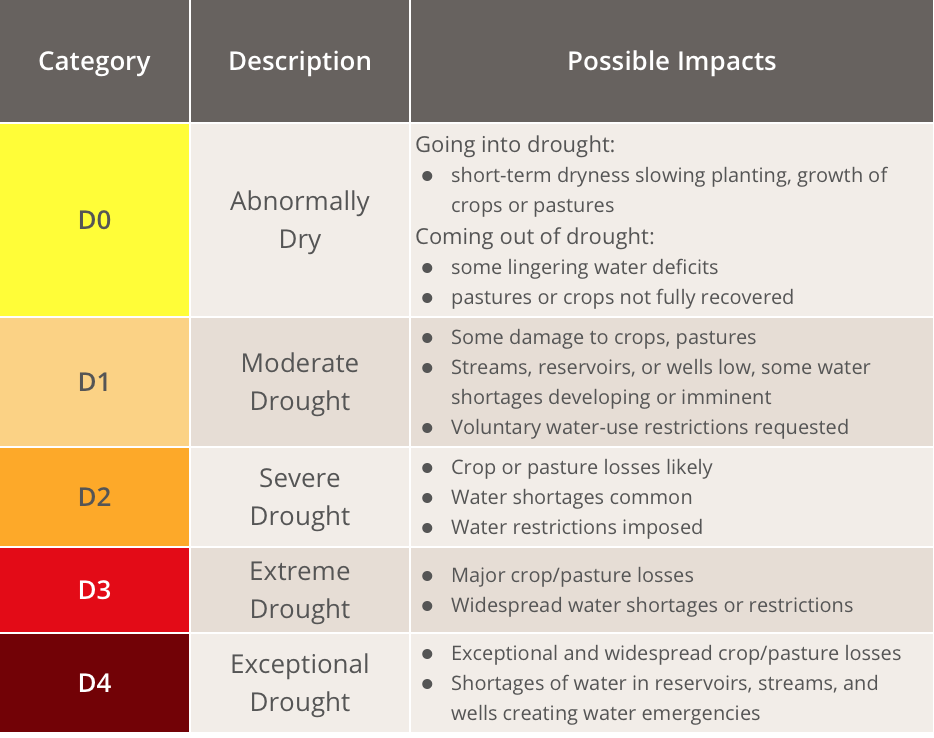 Category
Description
Possible Impacts
D0
Abnormally
Dry
Going into drought:
● short-term dryness slowing planting, growth of
crops or pastures
Coming out of drought:
● some lingering water deficits
● pastures or crops not fully recovered
D1
Moderate
Drought
● Some damage to crops, pastures
● Streams, reservoirs, or wells low, some water
shortages developing or imminent
● Voluntary water-use restrictions requested
D2
Severe
Drought
● Crop or pasture losses likely
● Water shortages common
● Water restrictions imposed
D3
Extreme
Drought
● Major crop/pasture losses
● Widespread water shortages or restrictions
D4
Exceptional
Drought
● Exceptional and widespread crop/pasture losses
● Shortages of water in reservoirs, streams, and
wells creating water emergencies